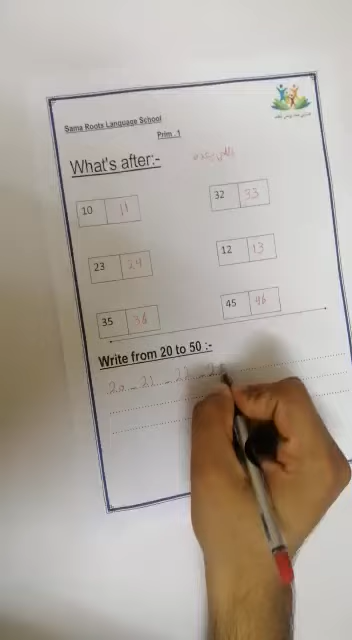 Sama Roots Language School
Prim . 1
What's after:-
10 11
32 33
23 24
12 13
35 36
45 46
Write from 20 to 50 :-
20 - 21 - 22 - 2